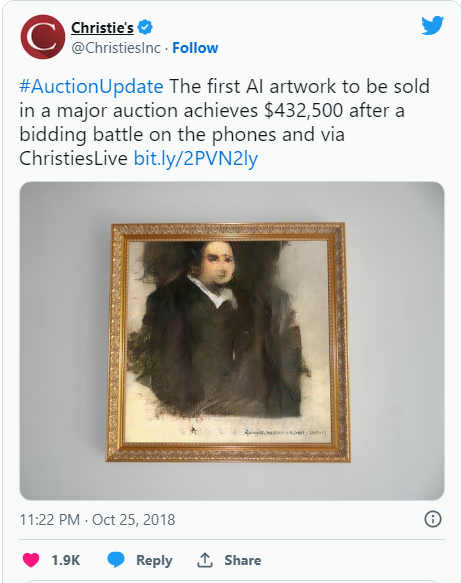 Christie's
@ChristiesInc · Follow
#AuctionUpdate The first AI artwork to be sold
in a major auction achieves $432,500 after a
bidding battle on the phones and via
ChristiesLive bit.ly/2PVN2ly
11:22 PM · Oct 25, 2018
1.9K Reply Share